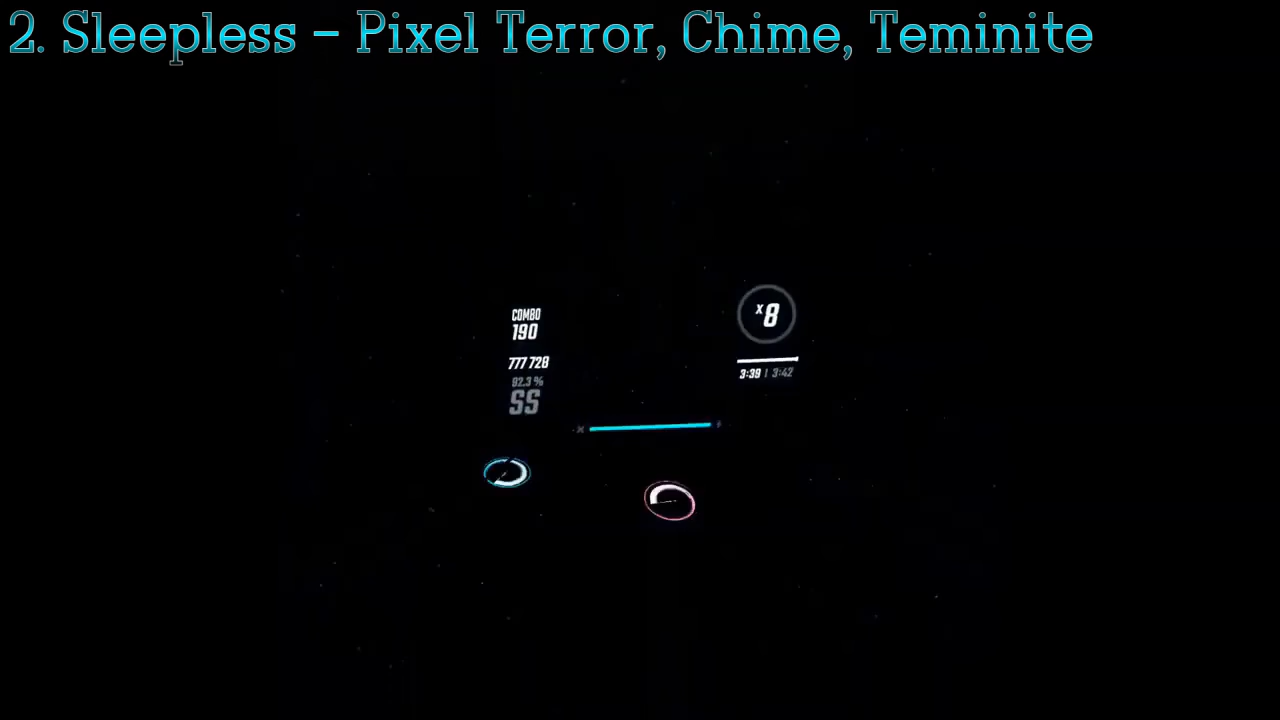 2. Sleepless – Pixel Terror, Chime, Teminite
COMBO
190
777 728
92.3 %
SS
x8
3:39 | 3:42